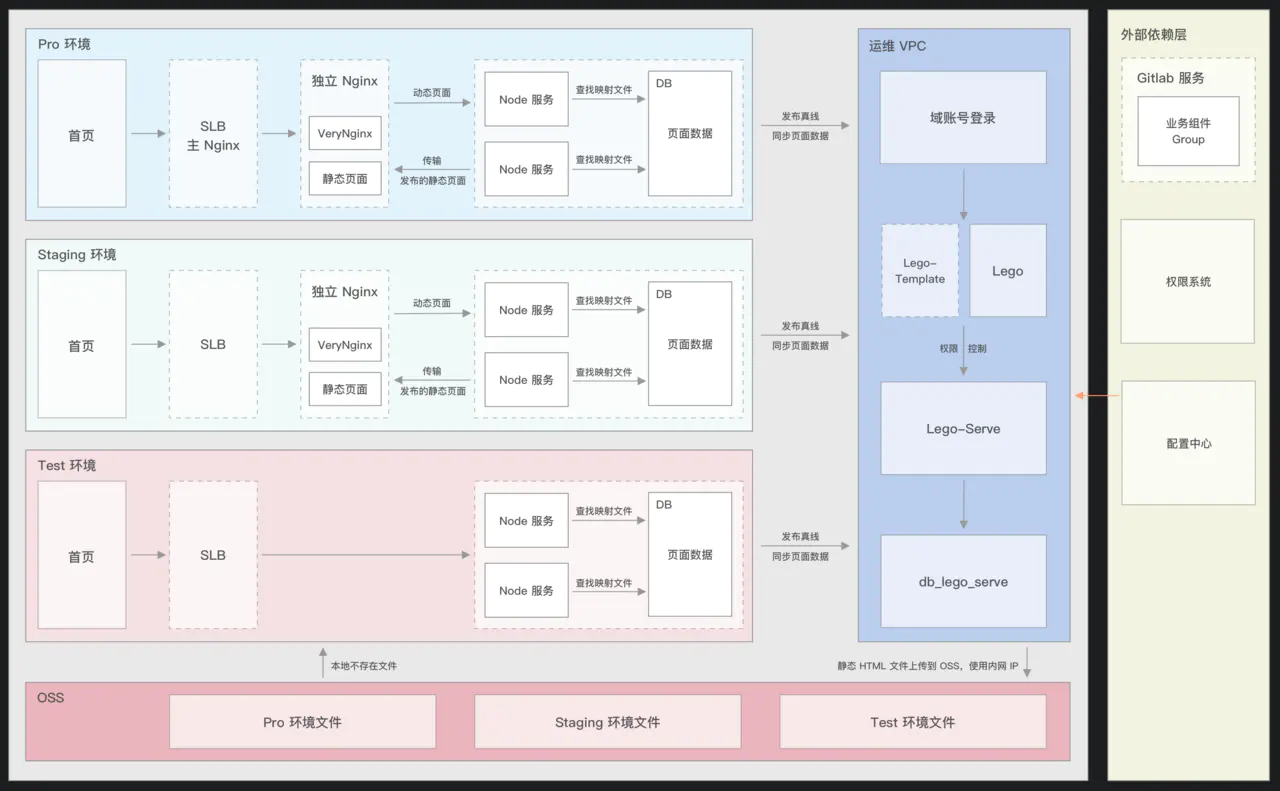 Pro 环境
首页
SLB
主 Nginx
独立 Nginx
VeryNginx
静态页面
动态页面
传输
发布的静态页面
Node 服务
查找映射文件
Node 服务
查找映射文件
DB
页面数据
发布真线
同步页面数据
Staging 环境
首页
SLB
独立 Nginx
VeryNginx
静态页面
动态页面
传输
发布的静态页面
Node 服务
查找映射文件
Node 服务
查找映射文件
DB
页面数据
发布真线
同步页面数据
Test 环境
首页
SLB
Node 服务
查找映射文件
Node 服务
查找映射文件
DB
页面数据
发布真线
同步页面数据
运维 VPC
域账号登录
Lego-
Template
Lego
权限 控制
Lego-Serve
db_lego_serve
本地不存在文件
静态 HTML 文件上传到 OSS，使用内网 IP
OSS
Pro 环境文件
Staging 环境文件
Test 环境文件
外部依赖层
Gitlab 服务
业务组件
Group
权限系统
配置中心